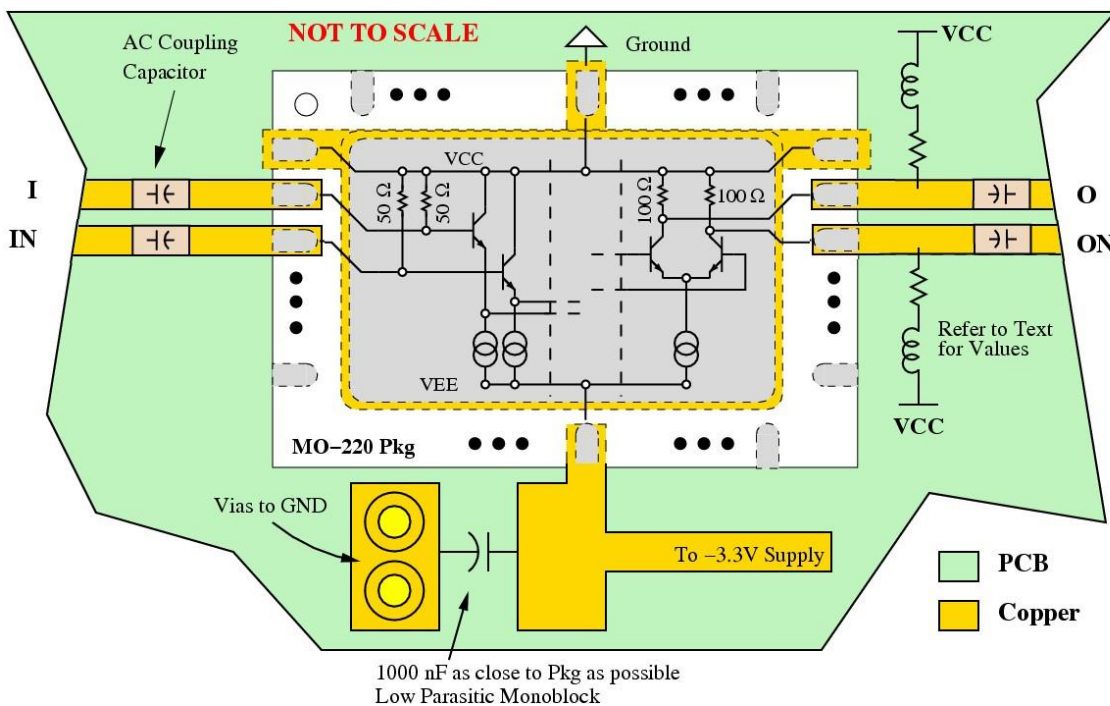 NOT TO SCALE
AC Coupling
Capacitor
Ground
VCC
VCC
50 Ω
50 Ω
100 Ω
100 Ω
I
IN
O
ON
VEE
Refer to Text
for Values
VCC
MO−220 Pkg
Vias to GND
To −3.3V Supply
PCB
Copper
1000 nF as close to Pkg as possible
Low Parasitic Monoblock